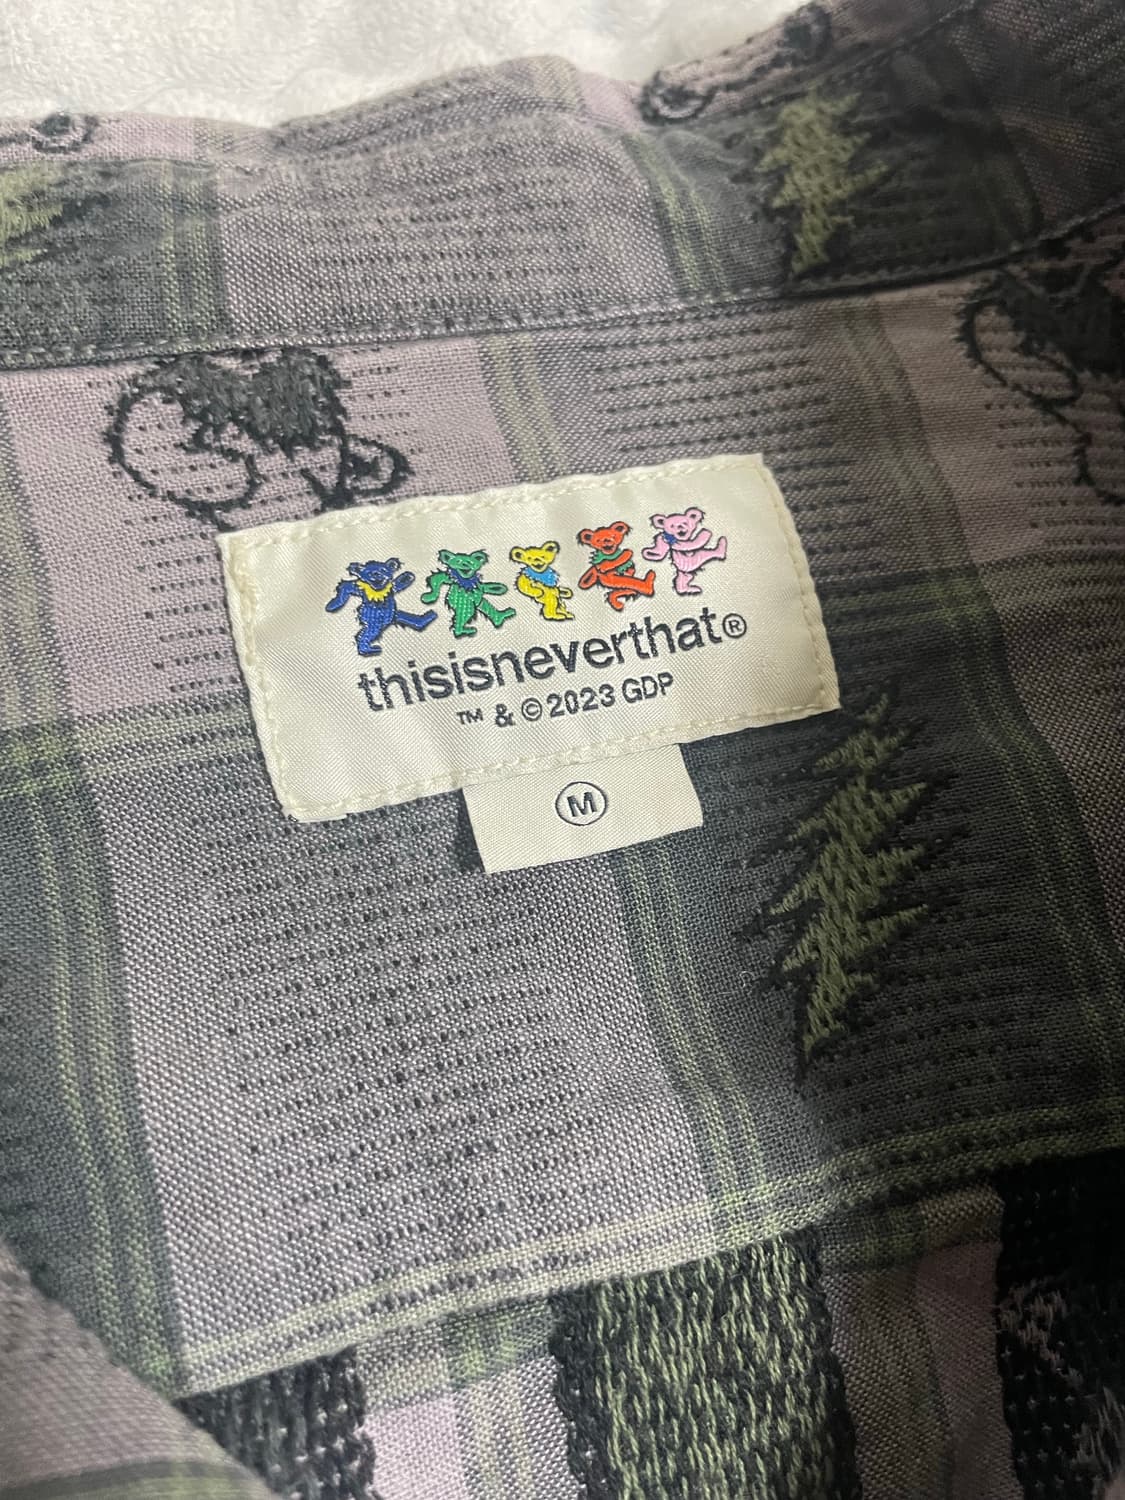 thisisneverthat®
™ & ©2023 GDP
M